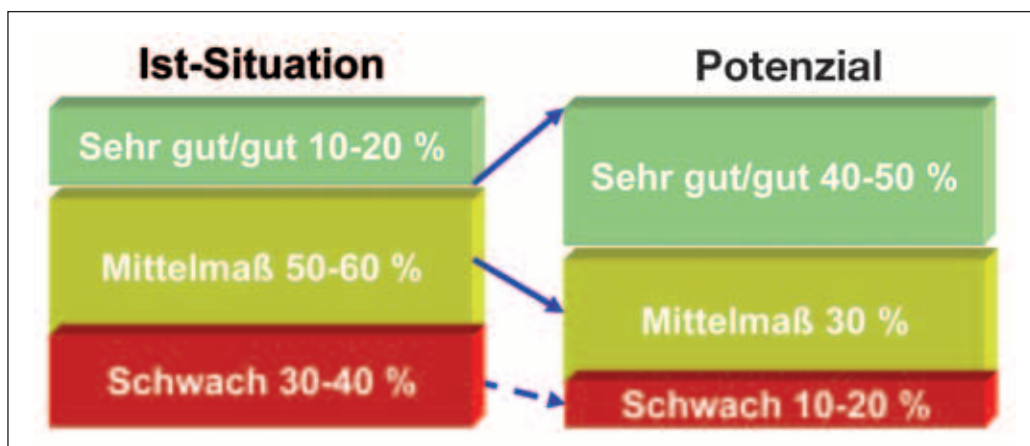 Ist-Situation
Sehr gut/gut 10-20 %
Mittelmaß 50-60 %
Schwach 30-40 %
Potenzial
Sehr gut/gut 40-50 %
Mittelmaß 30 %
Schwach 10-20 %